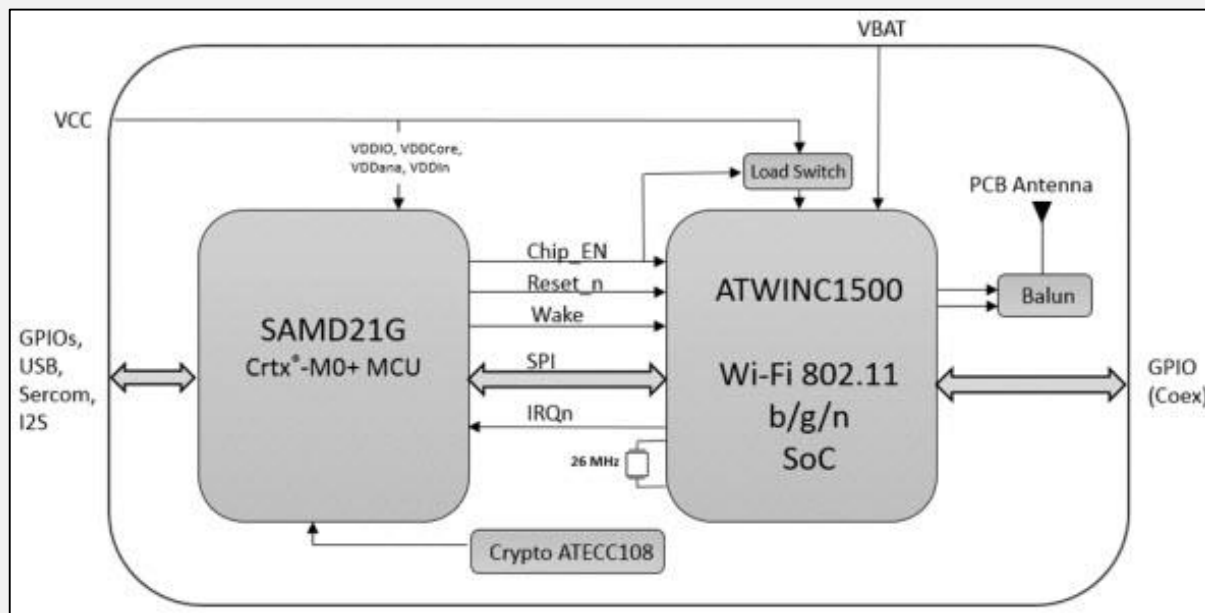 VBAT
VCC
VDDIO, VDDCore,
VDDana, VDDIn
Load Switch
PCB Antenna
Chip_EN
Reset_n
Wake
SPI
IRQn
SAMD21G
Crtx®-M0+ MCU
ATWINC1500
Wi-Fi 802.11
b/g/n
SoC
Balun
GPIOs,
USB,
Sercom,
I2S
GPIO
(Coex)
26 MHz
Crypto ATECC108